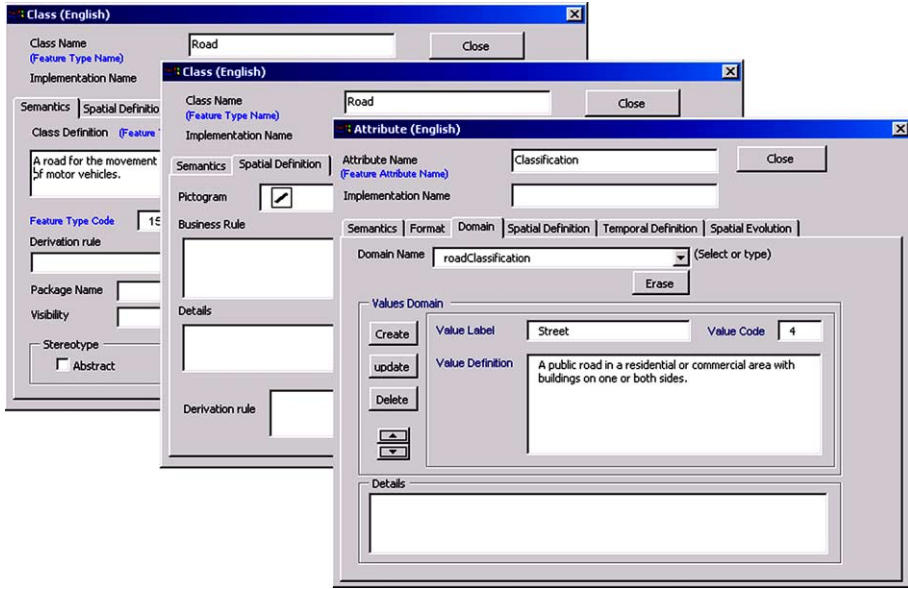 Class (English)
Class Name
(Feature Type Name)
Road
Close
Implementation Name
Semantics
Spatial Definitio
Class Definition (Feature
A road for the movement
of motor vehicles.
Feature Type Code 15
Derivation rule
Package Name
Visibility
Stereotype
Abstract
Class (English)
Class Name
(Feature Type Name)
Road
Close
Implementation Name
Semantics
Spatial Definition
Pictogram
Business Rule
Details
Derivation rule
Attribute (English)
Attribute Name
(Feature Attribute Name)
Classification
Close
Implementation Name
Semantics Format Domain Spatial Definition Temporal Definition Spatial Evolution
Domain Name roadClassification (Select or type)
Erase
Values Domain
Create Value Label Street Value Code 4
update Value Definition A public road in a residential or commercial area with
buildings on one or both sides.
Delete
Details